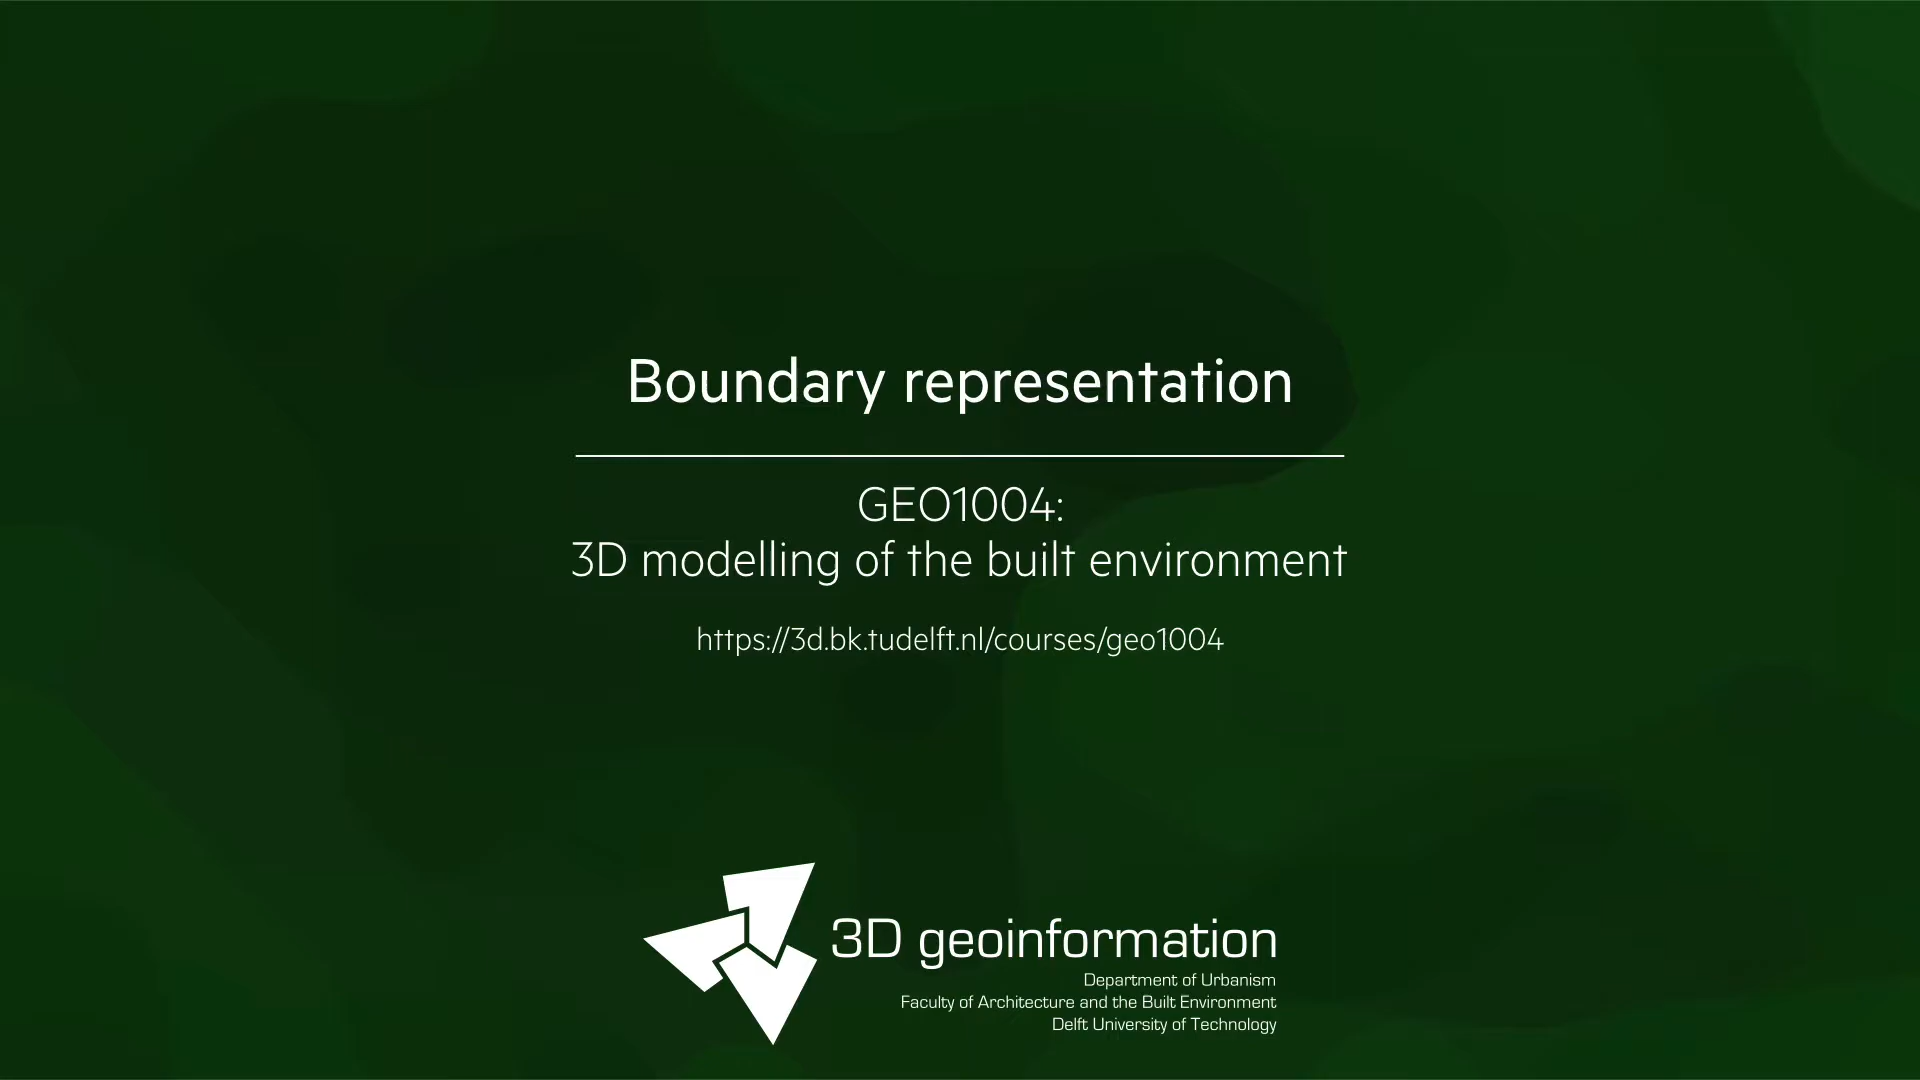 Boundary representation
GEO1004:
3D modelling of the built environment
https://3d.bk.tudelft.nl/courses/geo1004
3D geoinformation
Department of Urbanism
Faculty of Architecture and the Built Environment
Delft University of Technology